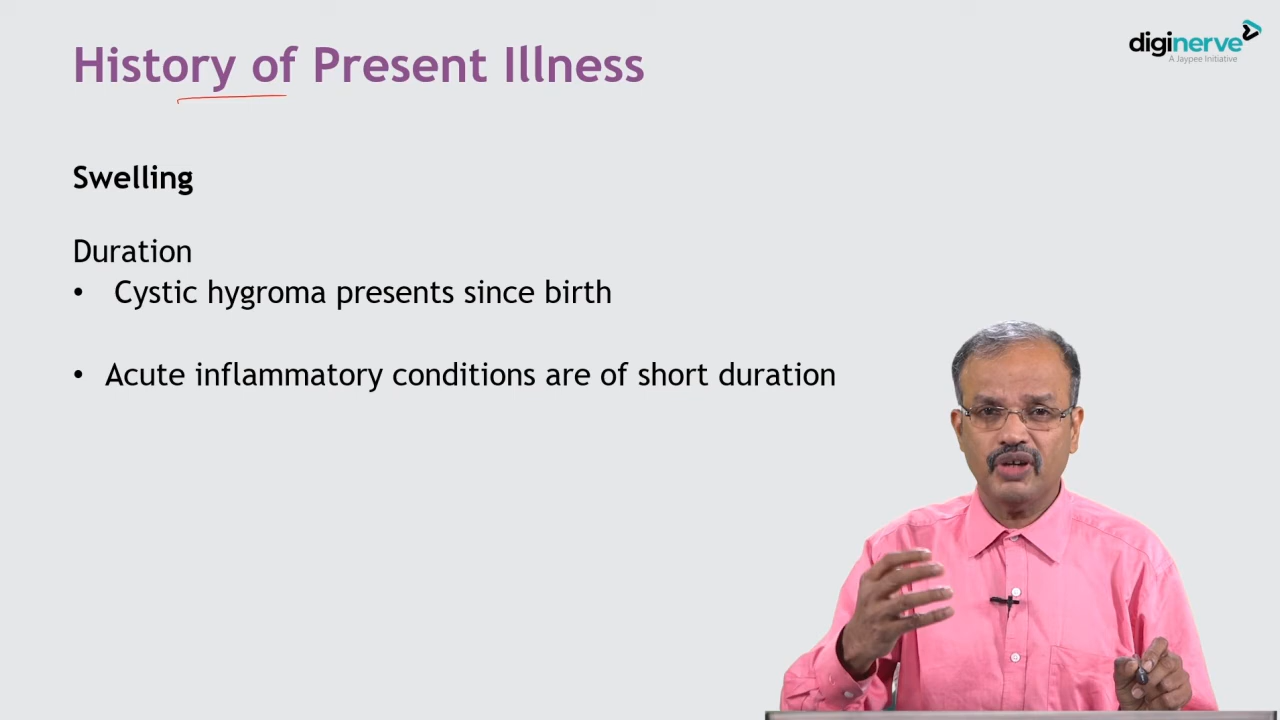 History of Present Illness
diginerve
A Jaypee Initiative
Swelling
Duration
• Cystic hygroma presents since birth
• Acute inflammatory conditions are of short duration